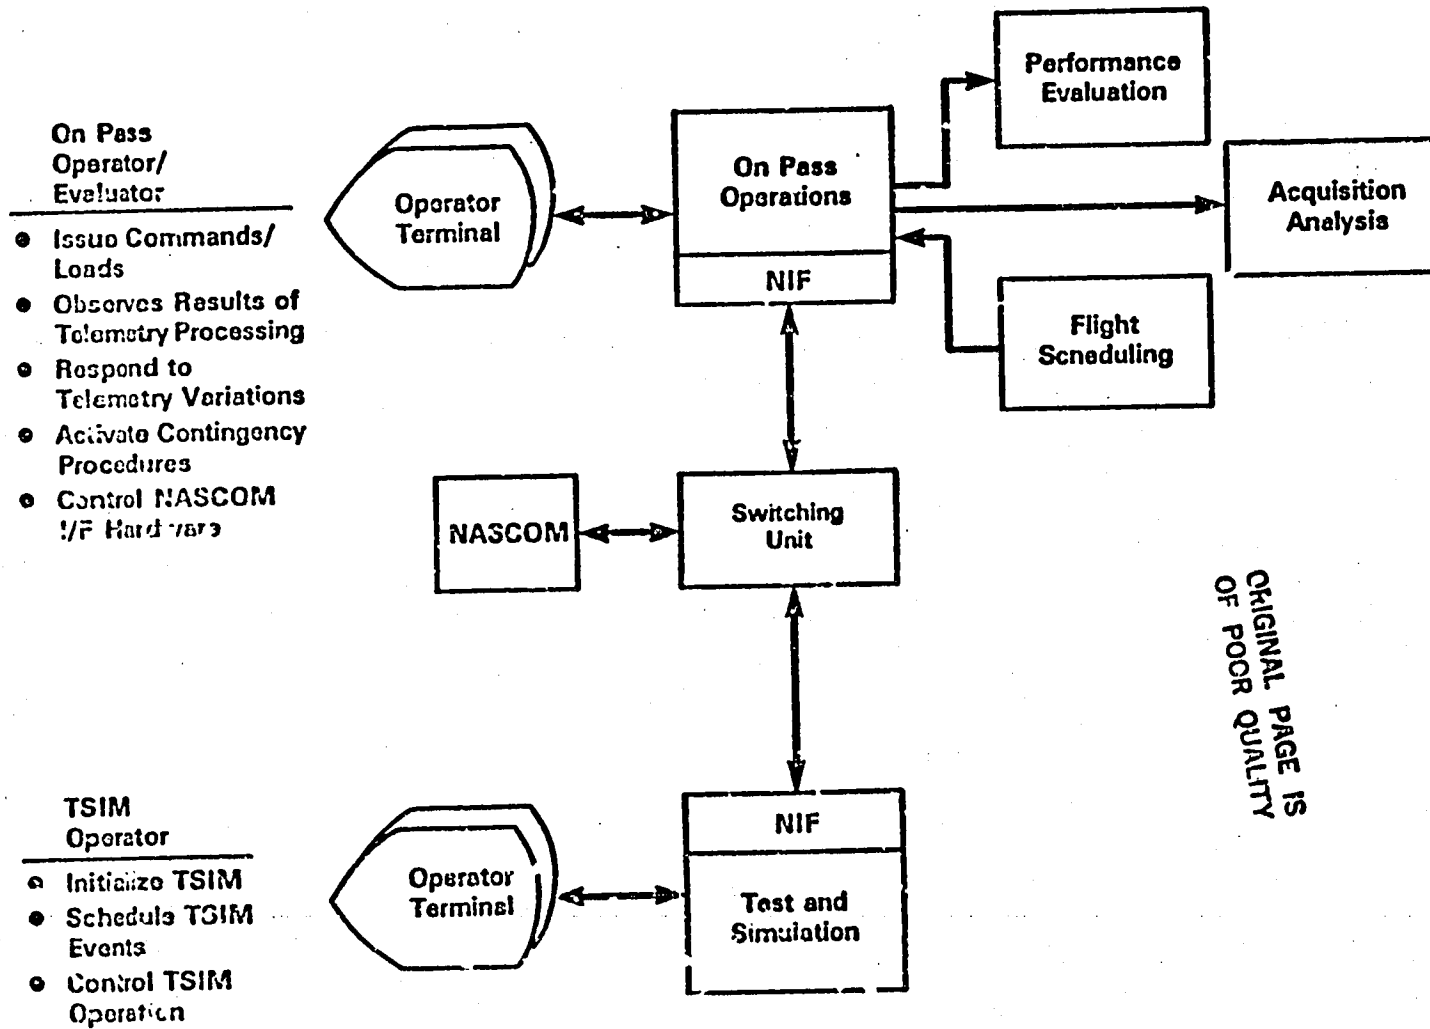 On Pass
Operator/
Evaluator
● Issue Commands/
Loads
● Observes Results of
Telemetry Processing
● Respond to
Telemetry Variations
● Activate Contingency
Procedures
● Control NASCOM
I/F Hardware
Operator
Terminal
On Pass
Operations
NIF
Performance
Evaluation
Acquisition
Analysis
Flight
Scheduling
NASCOM
Switching
Unit
ORIGINAL PAGE IS
OF POOR QUALITY
TSIM
Operator
● Initialize TSIM
● Schedule TSIM
Events
● Control TSIM
Operation
Operator
Terminal
NIF
Test and
Simulation